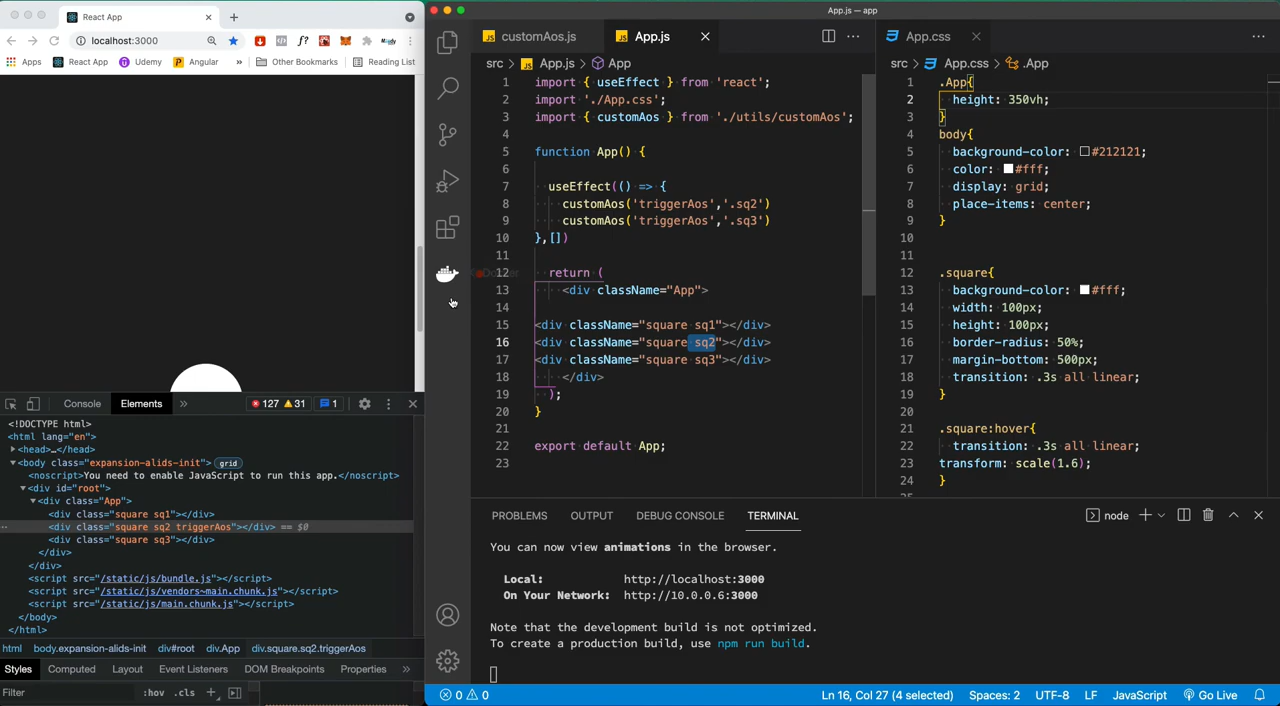 React App
App.js — app
localhost:3000
Apps
React App
Udemy
Angular
»
Other Bookmarks
Reading List
customAos.js
App.js
App.css
src > App.js > App
src > App.css > .App
1 import { useEffect } from 'react';
2 import './App.css';
3 import { customAos } from './utils/customAos';
4
5 function App() {
6
7 useEffect(() => {
8 customAos('triggerAos','.sq2')
9 customAos('triggerAos','.sq3')
10 },[])
11
12 return (
13 <div className="App">
14
15 <div className="square sq1"></div>
16 <div className="square sq2"></div>
17 <div className="square sq3"></div>
18 </div>
19 );
20 }
21
22 export default App;
23
1 .App{
2 height: 350vh;
3 }
4 body{
5 background-color: #212121;
6 color: #fff;
7 display: grid;
8 place-items: center;
9 }
10
11
12 .square{
13 background-color: #fff;
14 width: 100px;
15 height: 100px;
16 border-radius: 50%;
17 margin-bottom: 500px;
18 transition: .3s all linear;
19 }
20
21 .square:hover{
22 transition: .3s all linear;
23 transform: scale(1.6);
24 }
Console
Elements
»
127
31
1
<!DOCTYPE html>
<html lang="en">
<head>…</head>
<body class="expansion-alids-init"> grid
<noscript>You need to enable JavaScript to run this app.</noscript>
<div id="root">
<div class="App">
<div class="square sq1"></div>
<div class="square sq2 triggerAos"></div> == $0
<div class="square sq3"></div>
</div>
</div>
<script src="/static/js/bundle.js"></script>
<script src="/static/js/vendors~main.chunk.js"></script>
<script src="/static/js/main.chunk.js"></script>
</body>
</html>
html body.expansion-alids-init div#root div.App div.square.sq2.triggerAos
Styles Computed Layout Event Listeners DOM Breakpoints Properties »
Filter :hov .cls +
PROBLEMS OUTPUT DEBUG CONSOLE TERMINAL
node
You can now view animations in the browser.
Local: http://localhost:3000
On Your Network: http://10.0.0.6:3000
Note that the development build is not optimized.
To create a production build, use npm run build.
0 0
Ln 16, Col 27 (4 selected) Spaces: 2 UTF-8 LF JavaScript Go Live